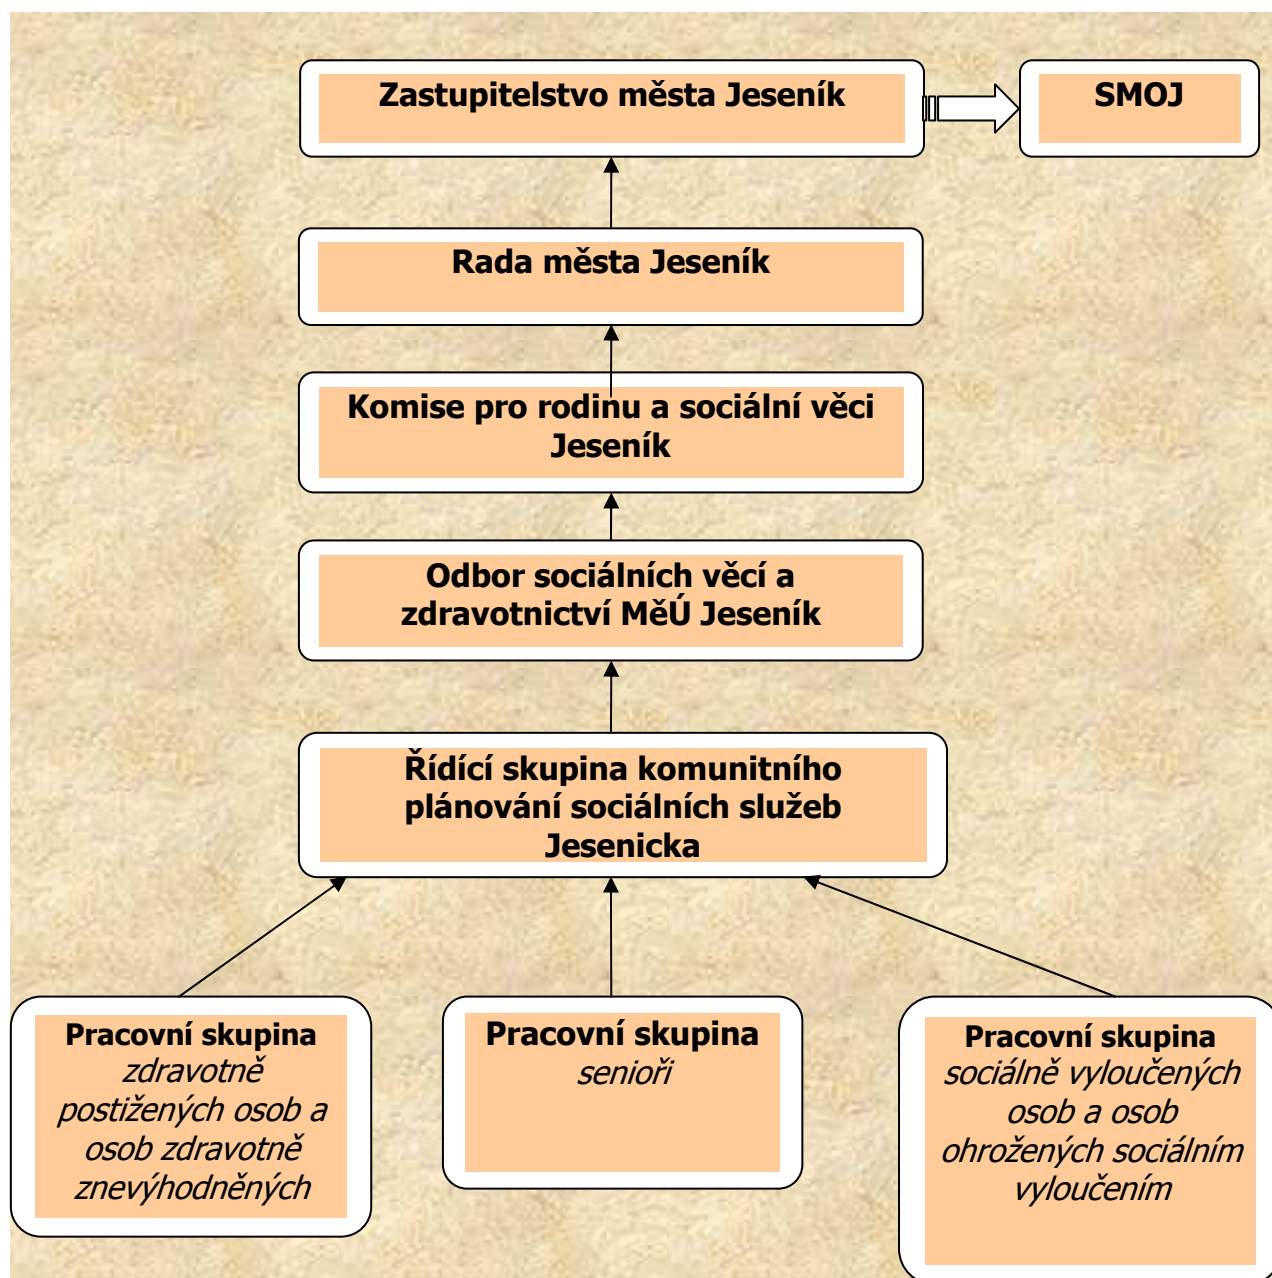 Zastupitelstvo města Jeseník
SMOJ
Rada města Jeseník
Komise pro rodinu a sociální věci
Jeseník
Odbor sociálních věcí a
zdravotnictví MěÚ Jeseník
Řídící skupina komunitního
plánování sociálních služeb
Jesenicka
Pracovní skupina
zdravotně
postižených osob a
osob zdravotně
znevýhodněných
Pracovní skupina
senioři
Pracovní skupina
sociálně vyloučených
osob a osob
ohrožených sociálním
vyloučením